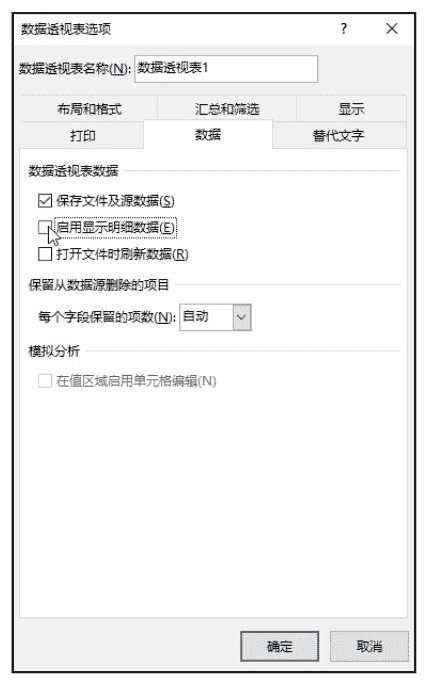 数据透视表选项 ? ×
数据透视表名称(N): 数据透视表1
布局和格式 汇总和筛选 显示
打印 数据 替代文字
数据透视表数据
保存文件及源数据(S)
启用显示明细数据(E)
打开文件时刷新数据(R)
保留从数据源删除的项目
每个字段保留的项数(N): 自动
模拟分析
在值区域启用单元格编辑(N)
确定 取消